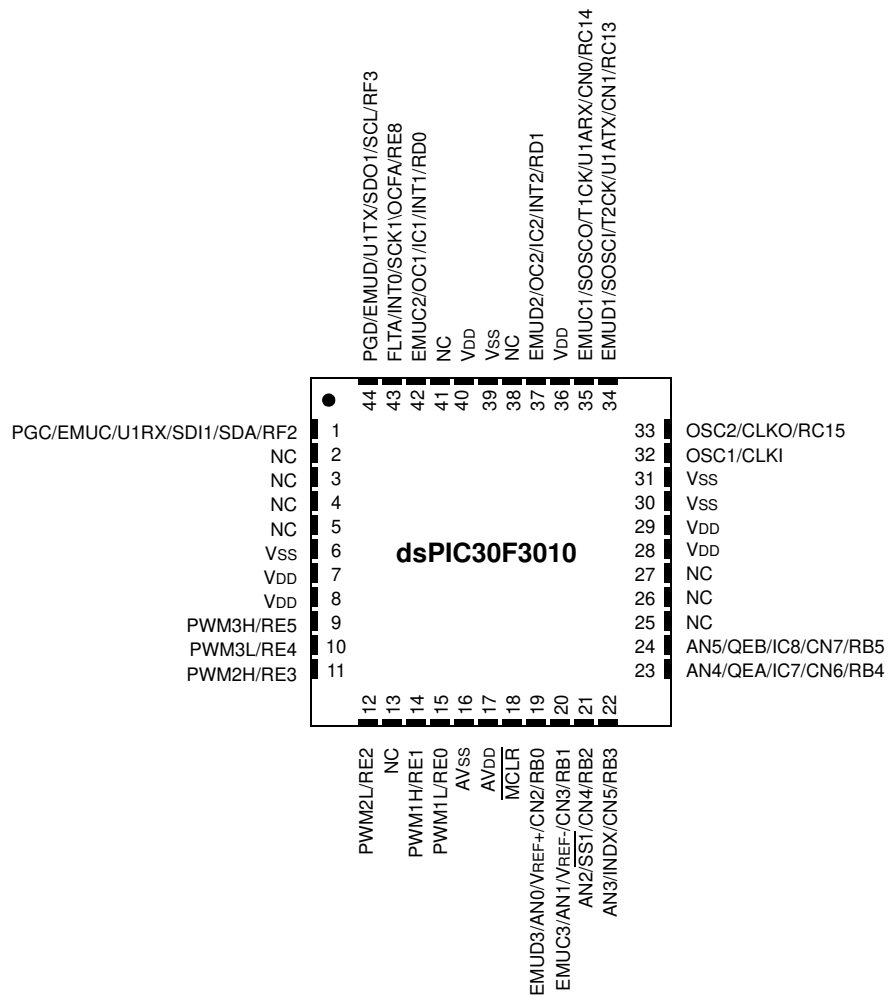 PGD/EMUD/U1TX/SDO1/SCL/RF3
FLTA/INT0/SCK1\OCFA/RE8
EMUC2/OC1/IC1/INT1/RD0
NC
VDD
VSS
NC
EMUD2/OC2/IC2/INT2/RD1
VDD
EMUC1/SOSCO/T1CK/U1ARX/CN0/RC14
EMUD1/SOSCI/T2CK/U1ATX/CN1/RC13
44 43 42 41 40 39 38 37 36 35 34
PGC/EMUC/U1RX/SDI1/SDA/RF2 1
NC 2
NC 3
NC 4
NC 5
VSS 6
VDD 7
VDD 8
PWM3H/RE5 9
PWM3L/RE4 10
PWM2H/RE3 11
dsPIC30F3010
33 OSC2/CLKO/RC15
32 OSC1/CLKI
31 VSS
30 VSS
29 VDD
28 VDD
27 NC
26 NC
25 NC
24 AN5/QEB/IC8/CN7/RB5
23 AN4/QEA/IC7/CN6/RB4
12 13 14 15 16 17 18 19 20 21 22
PWM2L/RE2
NC
PWM1H/RE1
PWM1L/RE0
AVSS
AVDD
MCLR
EMUD3/AN0/VREF+/CN2/RB0
EMUC3/AN1/VREF-/CN3/RB1
AN2/SS1/CN4/RB2
AN3/INDX/CN5/RB3